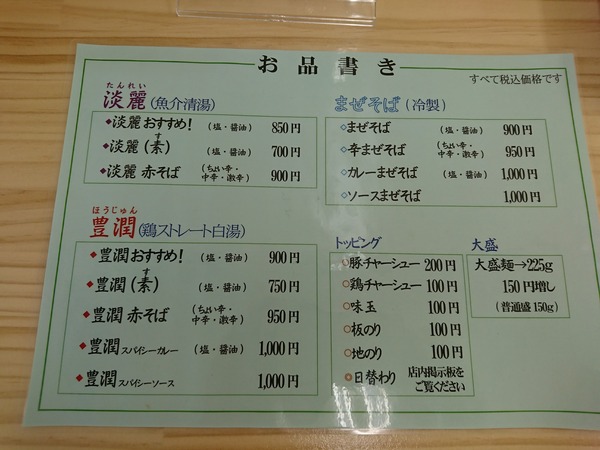 お品書き
すべて税込価格です
たんれい
淡麗(魚介清湯)
◆淡麗 おすすめ! (塩・醤油) 850円
す
◆淡麗(素) (塩・醤油) 700円
◆淡麗 赤そば (ちょい辛・中辛・激辛) 900円
ほうじゅん
豊潤(鶏ストレート白湯)
◆豊潤 おすすめ! (塩・醤油) 900円
す
◆豊潤(素) (塩・醤油) 750円
◆豊潤 赤そば (ちょい辛・中辛・激辛) 950円
◆豊潤 スパイシーカレー (塩・醤油) 1,000円
◆豊潤 スパイシーソース 1,000円
まぜそば(冷製)
◇まぜそば (塩・醤油) 900円
◇辛まぜそば (ちょい辛・中辛・激辛) 950円
◇カレーまぜそば (塩・醤油) 1,000円
◇ソースまぜそば 1,000円
トッピング
○豚チャーシュー 200円
○鶏チャーシュー 100円
○味玉 100円
○板のり 100円
○地のり 100円
◎日替わり 店内掲示板をご覧ください
大盛
大盛麺→225g
150円増し
(普通盛150g)